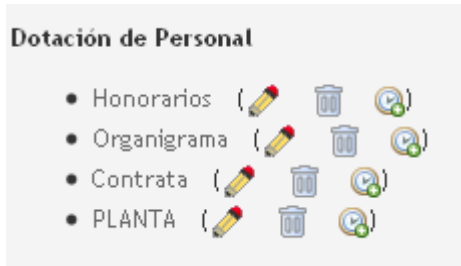 Dotación de Personal
• Honorarios ( )
• Organigrama ( )
• Contrata ( )
• PLANTA ( )